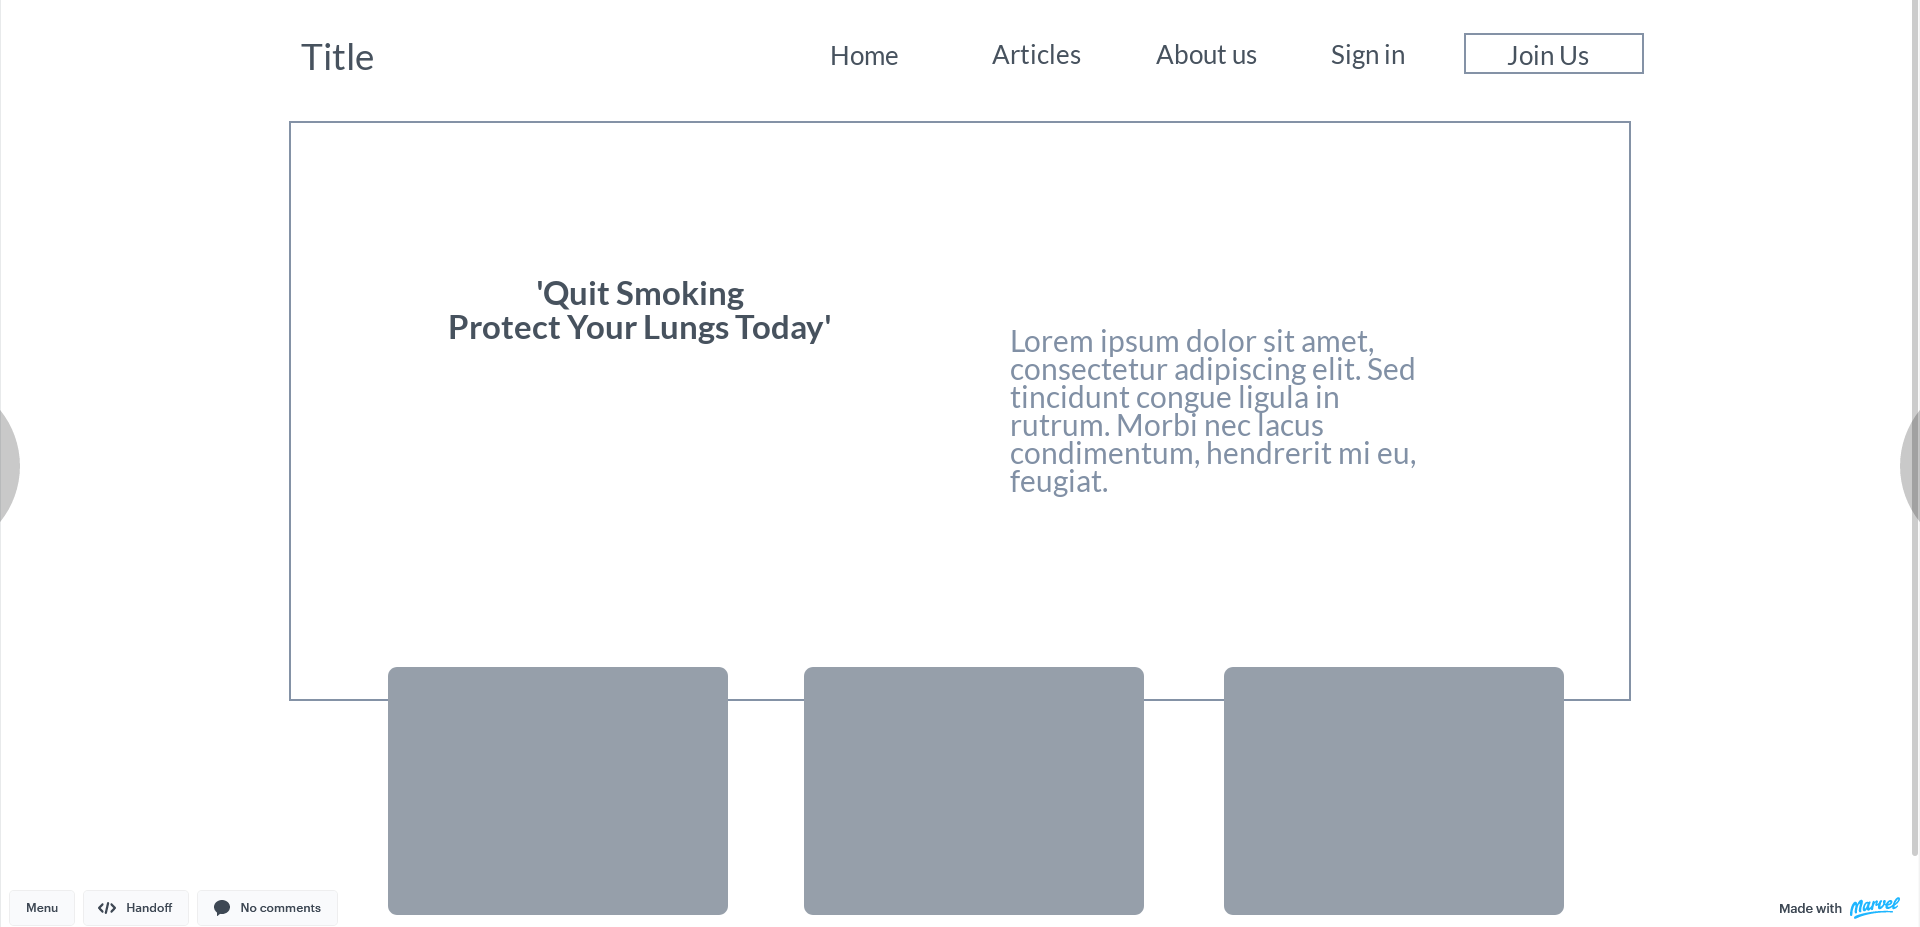 Title
Home
Articles
About us
Sign in
Join Us
'Quit Smoking
Protect Your Lungs Today'
Lorem ipsum dolor sit amet,
consectetur adipiscing elit. Sed
tincidunt congue ligula in
rutrum. Morbi nec lacus
condimentum, hendrerit mi eu,
feugiat.
Menu
Handoff
No comments
Made with Marvel